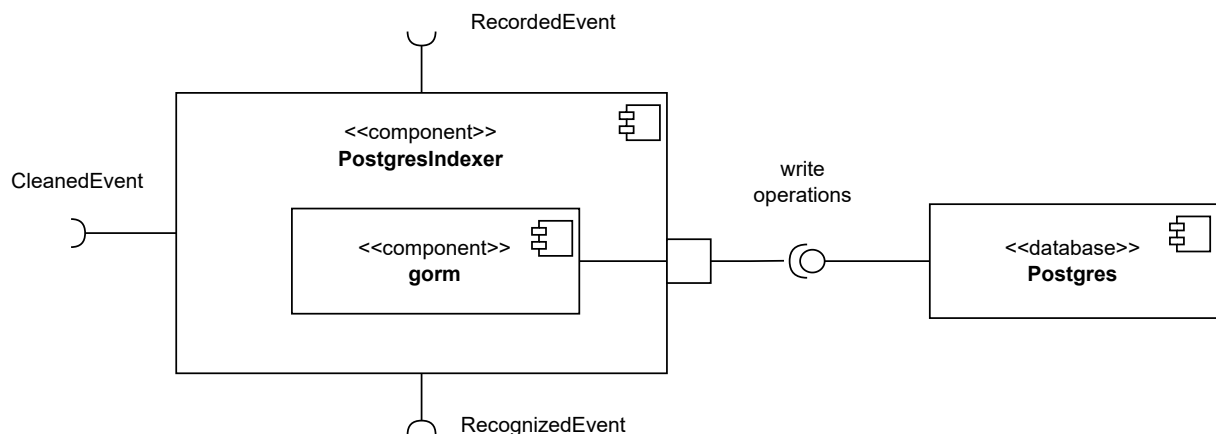 RecordedEvent
<<component>>
PostgresIndexer
CleanedEvent
write
operations
<<component>>
gorm
<<database>>
Postgres
RecognizedEvent